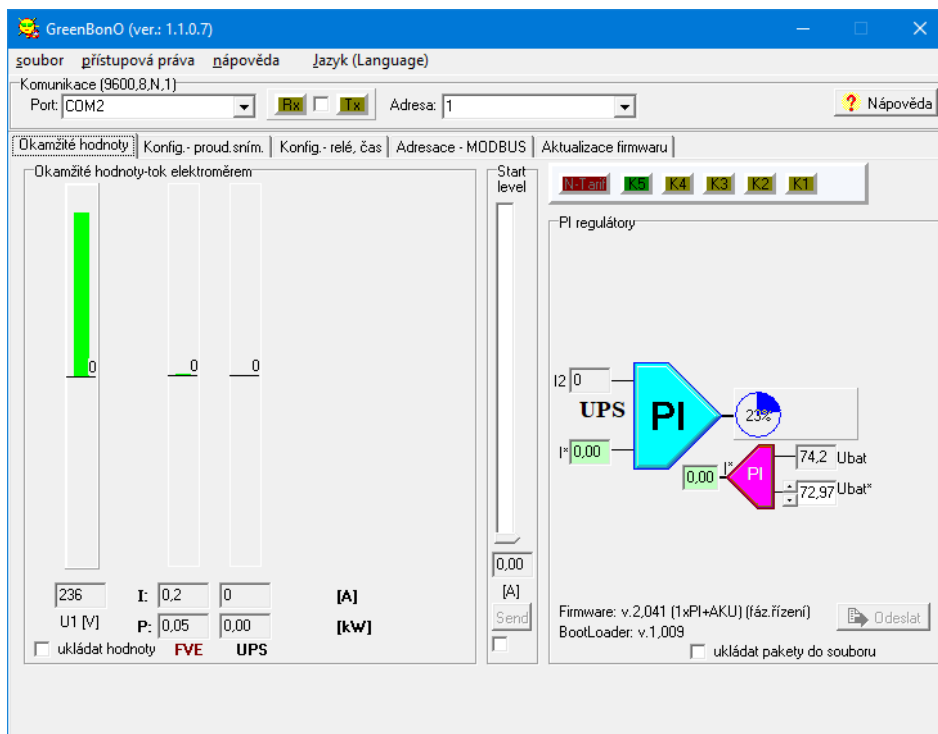 GreenBonO (ver.: 1.1.0.7)
soubor přístupová práva nápověda Jazyk (Language)
Komunikace (9600,8,N,1)
Port: COM2 Rx Tx Adresa: 1 Nápověda
Okamžité hodnoty Konfig.- proud.sním. Konfig.- relé, čas Adresace - MODBUS Aktualizace firmwaru
Okamžité hodnoty-tok elektroměrem
0 0 0
236 I: 0,2 0 [A]
U1 [V] P: 0,05 0,00 [kW]
ukládat hodnoty FVE UPS
Start
level
0,00
[A]
Send
N-Tarif K5 K4 K3 K2 K1
PI regulátory
I2 0
UPS PI 23%
I* 0,00
0,00 I* PI 74,2 Ubat
72,97 Ubat*
Firmware: v.2,041 (1xPI+AKU) (fáz.řízení)
BootLoader: v.1,009
Odeslat
ukládat pakety do souboru